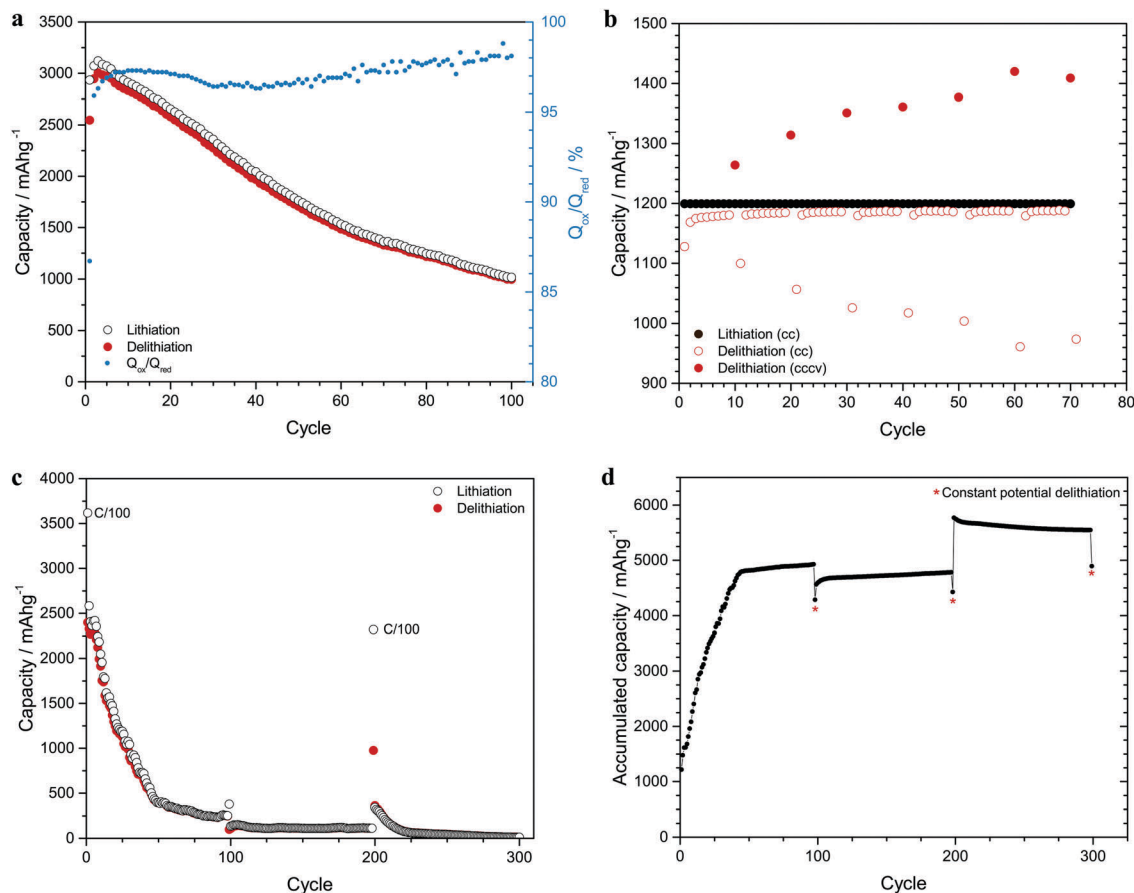 a
3500
3000
2500
2000
1500
1000
500
0
Capacity / mAhg⁻¹
100
95
90
85
80
Q_ox/Q_red / %
Lithiation
Delithiation
Q_ox/Q_red
0 20 40 60 80 100
Cycle
b
1500
1400
1300
1200
1100
1000
900
Capacity / mAhg⁻¹
Lithiation (cc)
Delithiation (cc)
Delithiation (cccv)
0 10 20 30 40 50 60 70 80
Cycle
c
4000
3500
3000
2500
2000
1500
1000
500
0
Capacity / mAhg⁻¹
Lithiation
Delithiation
C/100
C/100
0 100 200 300
Cycle
d
6000
5000
4000
3000
2000
1000
0
Accumulated capacity / mAhg⁻¹
*Constant potential delithiation
*
*
*
0 100 200 300
Cycle